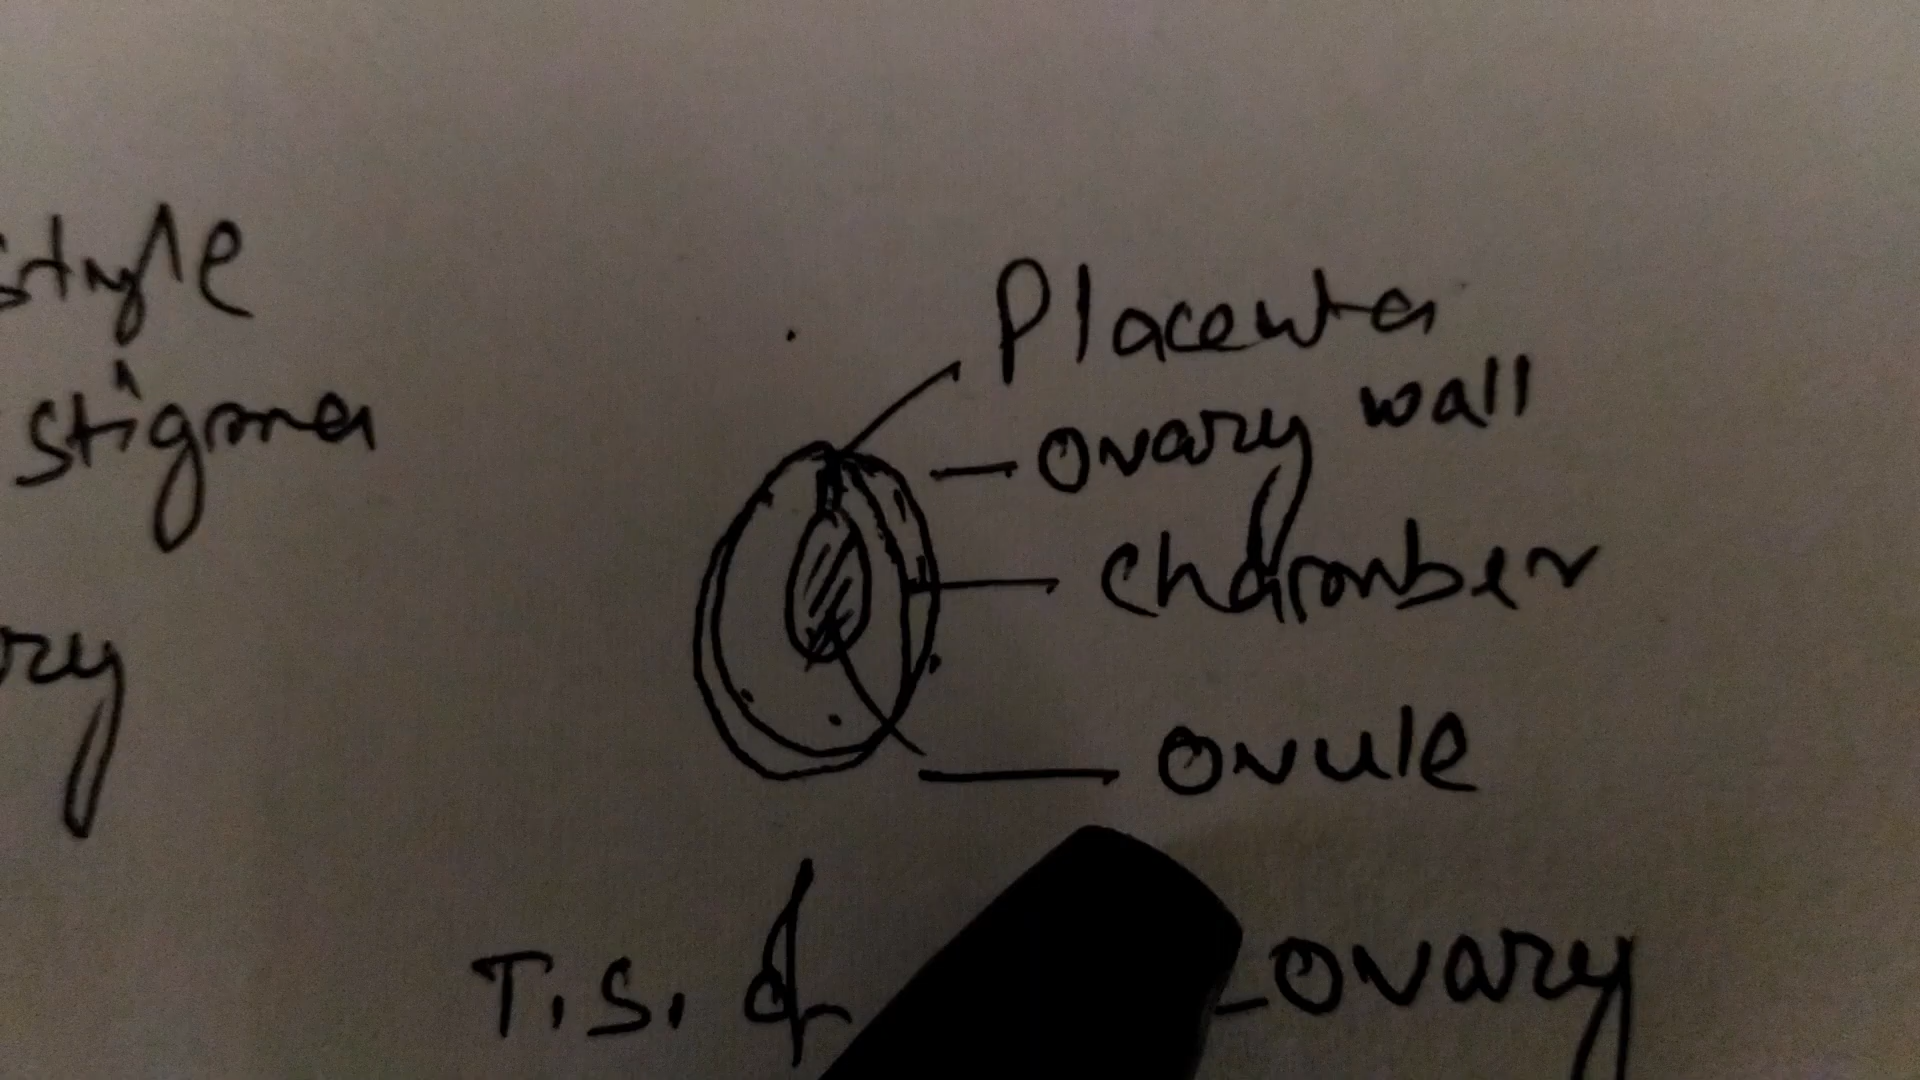 style
stigma
Placenta
ovary wall
chamber
ovule
T.S. of
ovary